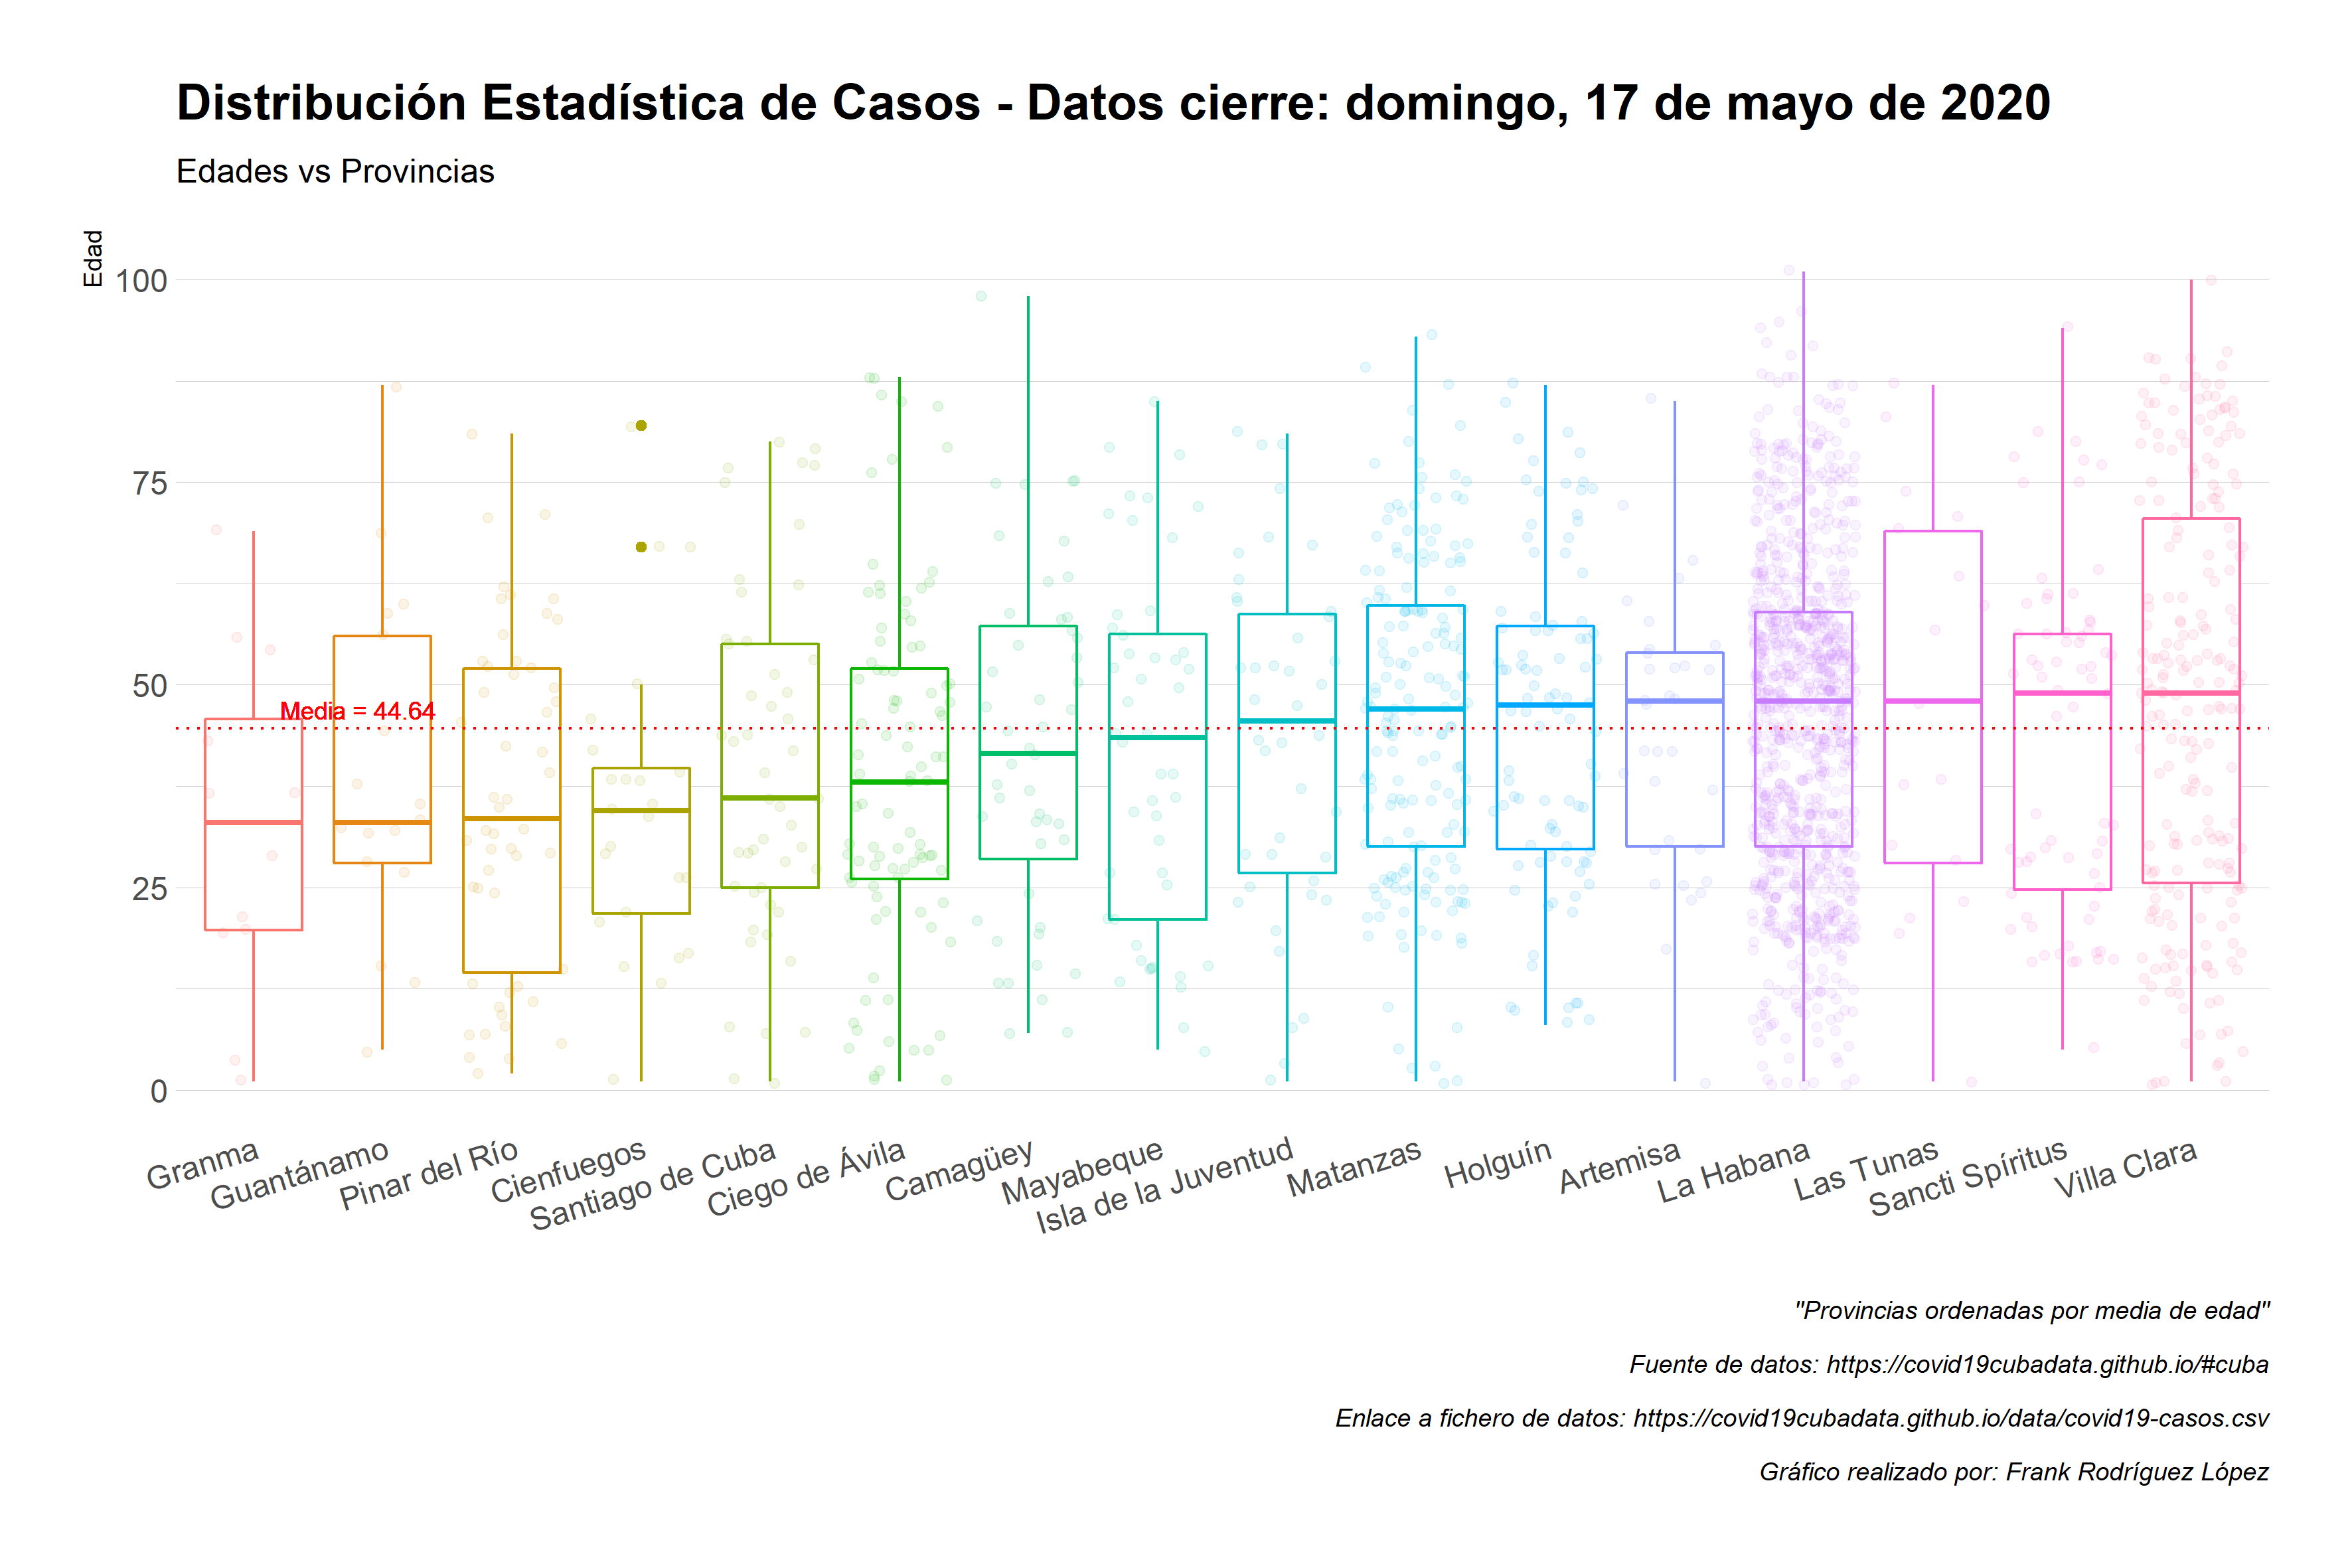 Distribución Estadística de Casos - Datos cierre: domingo, 17 de mayo de 2020
Edades vs Provincias
Edad
100
75
50
25
0
Media = 44.64
Granma
Guantánamo
Pinar del Río
Cienfuegos
Santiago de Cuba
Ciego de Ávila
Camagüey
Mayabeque
Isla de la Juventud
Matanzas
Holguín
Artemisa
La Habana
Las Tunas
Sancti Spíritus
Villa Clara
"Provincias ordenadas por media de edad"
Fuente de datos: https://covid19cubadata.github.io/#cuba
Enlace a fichero de datos: https://covid19cubadata.github.io/data/covid19-casos.csv
Gráfico realizado por: Frank Rodríguez López